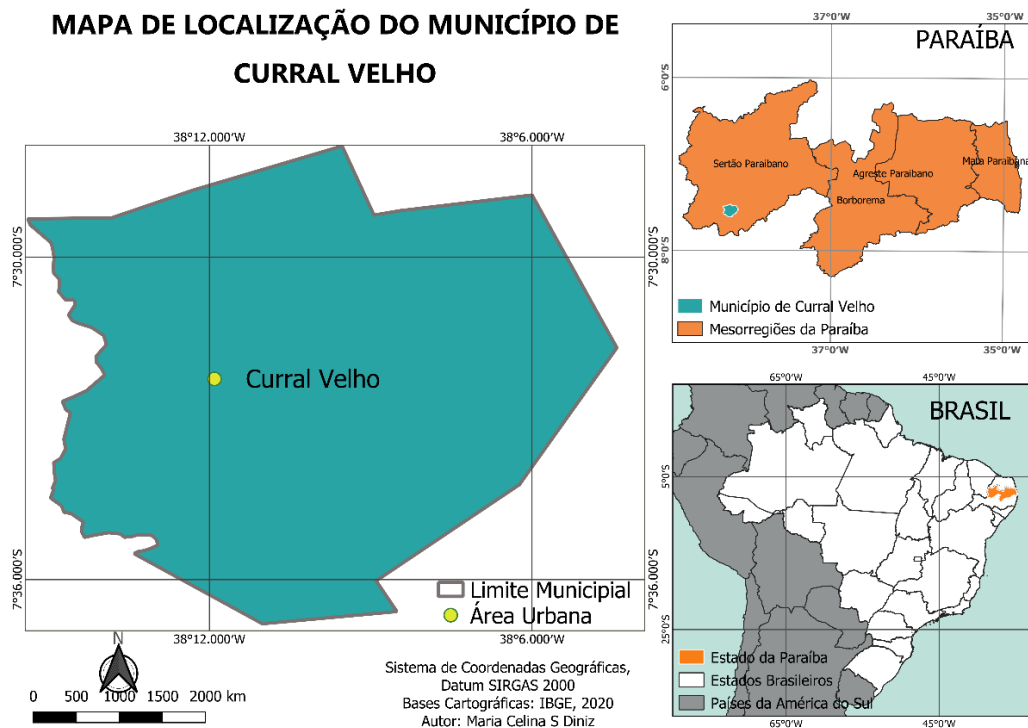 MAPA DE LOCALIZAÇÃO DO MUNICÍPIO DE
CURRAL VELHO
38°12.000'W
38°6.000'W
7°30.000'S
7°30.000'S
Curral Velho
7°36.000'S
7°36.000'S
Limite Municipial
Área Urbana
38°12.000'W
38°6.000'W
N
0 500 1000 1500 2000 km
Sistema de Coordenadas Geográficas,
Datum SIRGAS 2000
Bases Cartográficas: IBGE, 2020
Autor: Maria Celina S Diniz
37°0'W
35°0'W
PARAÍBA
6°0'S
Sertão Paraibano
Agreste Paraibano
Mata Paraibana
Borborema
8°0'S
Município de Curral Velho
Mesorregiões da Paraíba
37°0'W
35°0'W
65°0'W
45°0'W
BRASIL
5°0'S
25°0'S
Estado da Paraíba
Estados Brasileiros
Países da América do Sul
65°0'W
45°0'W